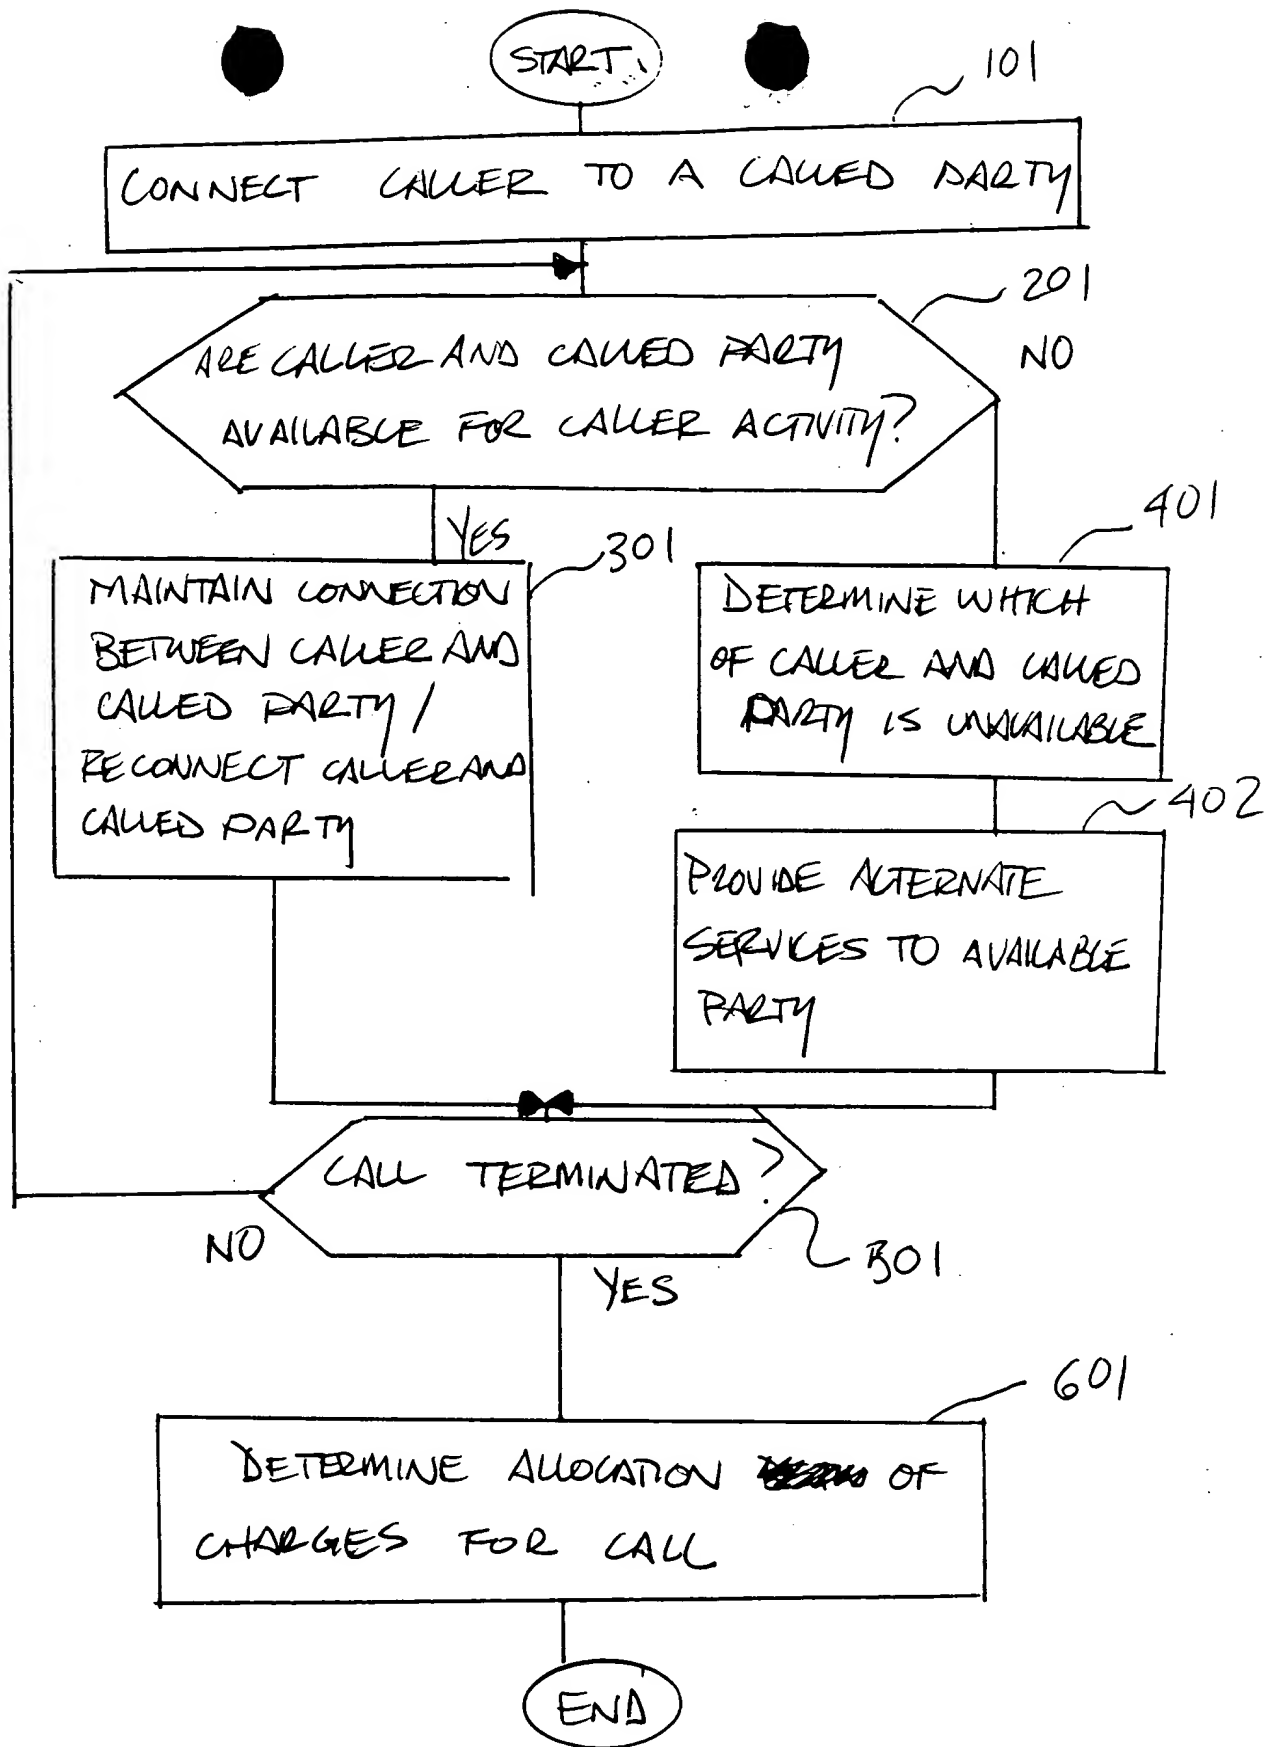 START
101
CONNECT CALLER TO A CALLED PARTY
201
ARE CALLER AND CALLED PARTY
NO
AVAILABLE FOR CALLER ACTIVITY?
YES
301
MAINTAIN CONNECTION
BETWEEN CALLER AND
CALLED PARTY /
RECONNECT CALLER AND
CALLED PARTY
401
DETERMINE WHICH
OF CALLER AND CALLED
PARTY IS UNAVAILABLE
402
PROVIDE ALTERNATE
SERVICES TO AVAILABLE
PARTY
CALL TERMINATED?
NO
501
YES
601
DETERMINE ALLOCATION OF
CHARGES FOR CALL
END